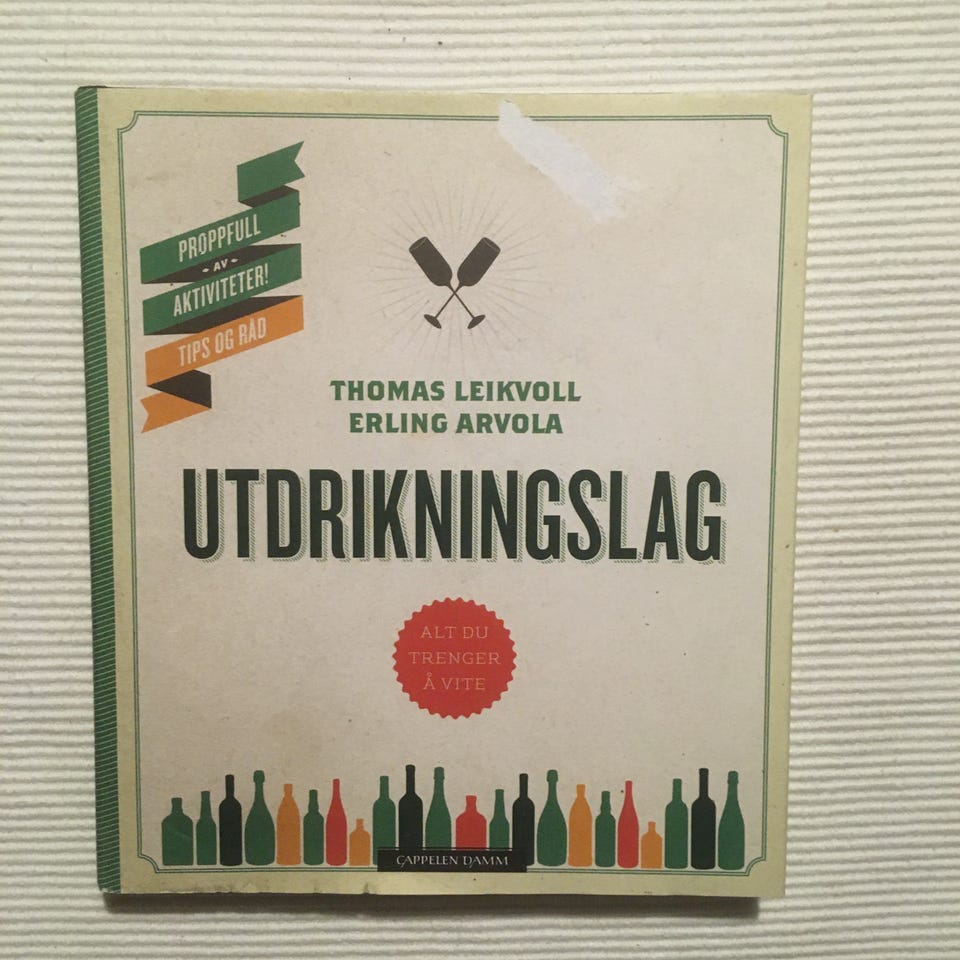 PROPPFULL
AV
AKTIVITETER!
TIPS OG RÅD
THOMAS LEIKVOLL
ERLING ARVOLA
UTDRIKNINGSLAG
ALT DU
TRENGER
Å VITE
CAPPELEN DAMM